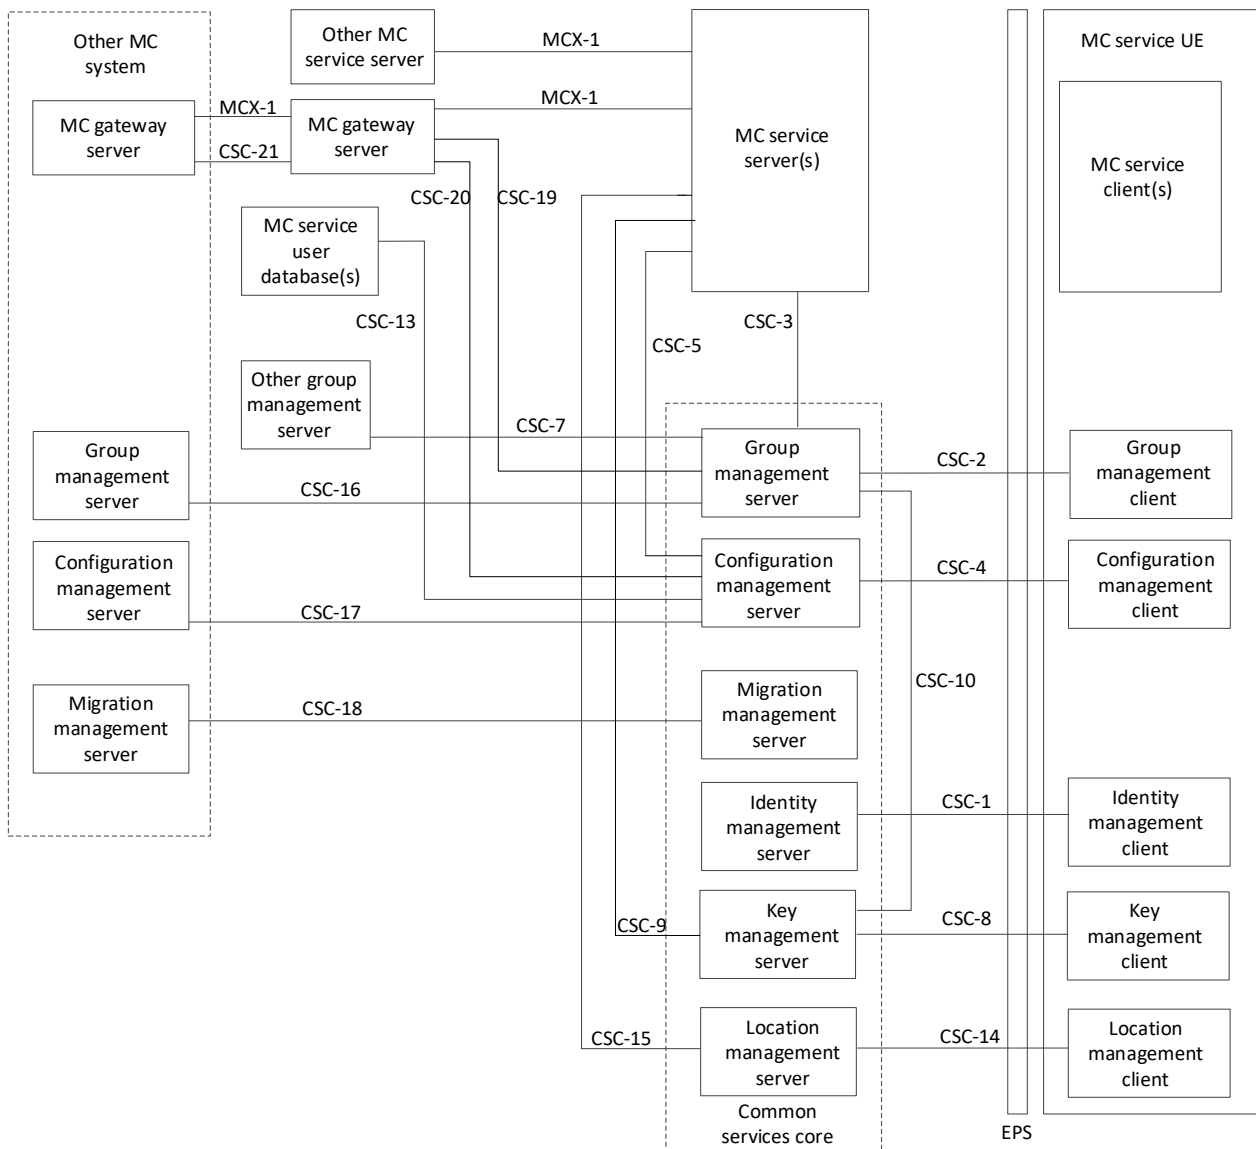 Other MC
system
Other MC
service server
MCX-1
MC service UE
MCX-1
MCX-1
MC gateway
server
MC gateway
server
MC service
server(s)
MC service
client(s)
CSC-21
CSC-20
CSC-19
MC service
user
database(s)
CSC-13
CSC-3
CSC-5
Other group
management
server
CSC-7
Group
management
server
Group
management
server
CSC-2
Group
management
client
CSC-16
Configuration
management
server
Configuration
management
server
CSC-4
Configuration
management
client
CSC-17
CSC-10
Migration
management
server
CSC-18
Migration
management
server
Identity
management
server
CSC-1
Identity
management
client
CSC-9
Key
management
server
CSC-8
Key
management
client
CSC-15
Location
management
server
CSC-14
Location
management
client
Common
services core
EPS